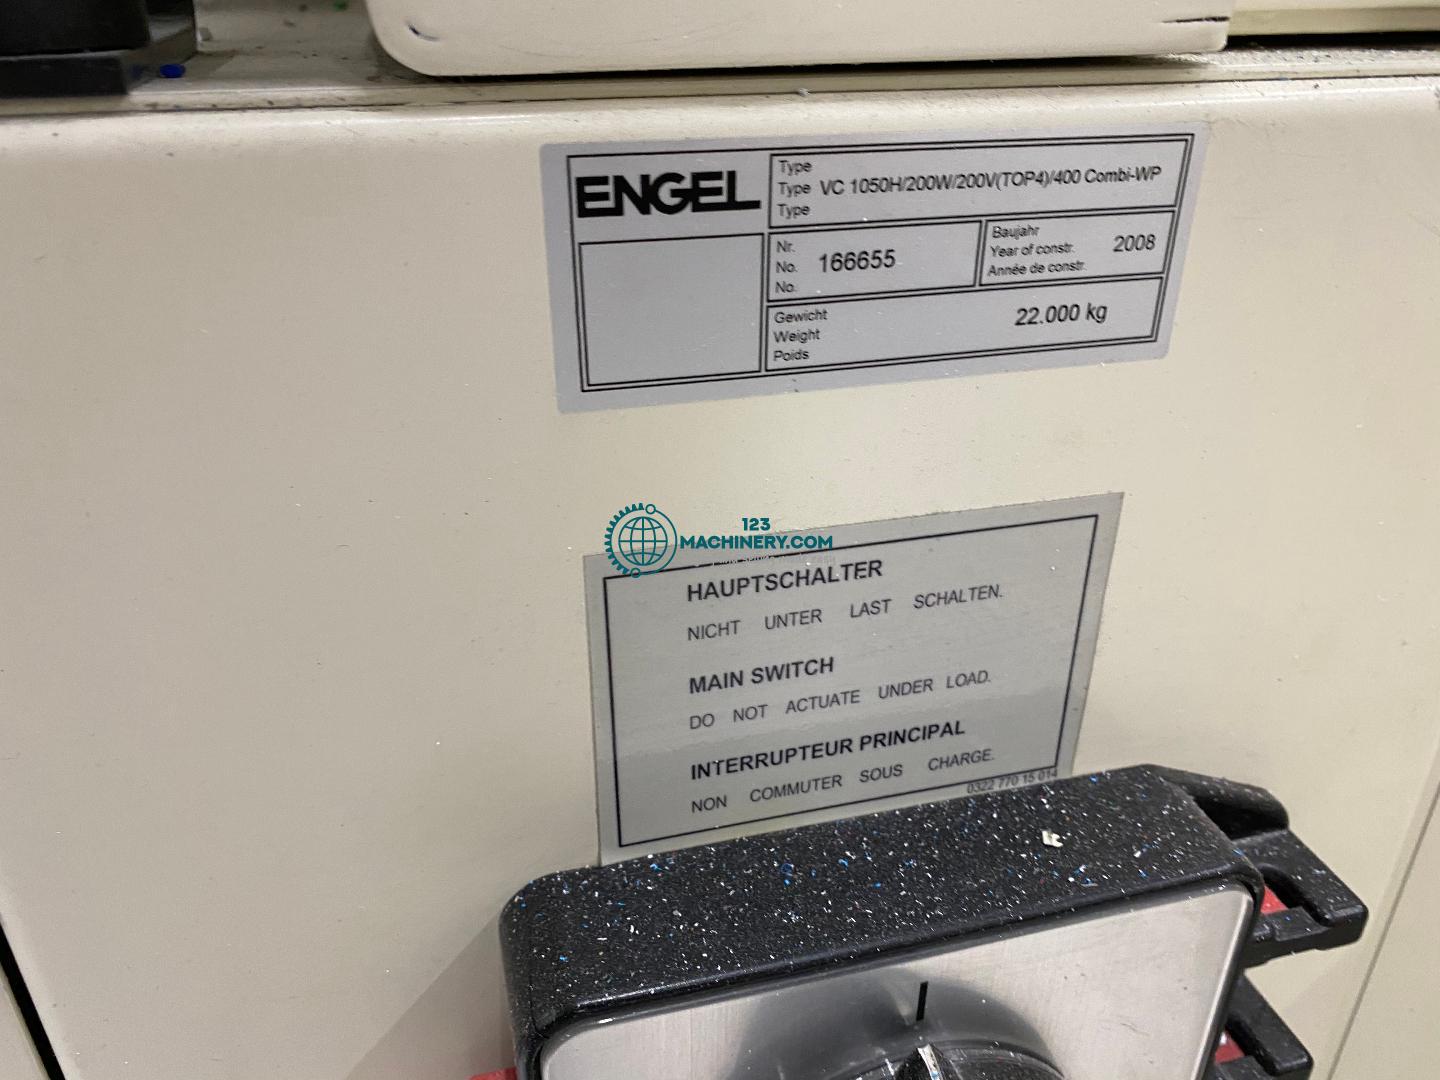 ENGEL
Type
Type VC 1050H/200W/200V(TOP4)/400 Combi-WP
Type
Nr.
No. 166655
No.
Baujahr
Year of constr. 2008
Année de constr.
Gewicht
Weight 22.000 kg
Poids
123
MACHINERY.COM
HAUPTSCHALTER
NICHT UNTER LAST SCHALTEN.
MAIN SWITCH
DO NOT ACTUATE UNDER LOAD.
INTERRUPTEUR PRINCIPAL
NON COMMUTER SOUS CHARGE.
0322 770 15 014
I